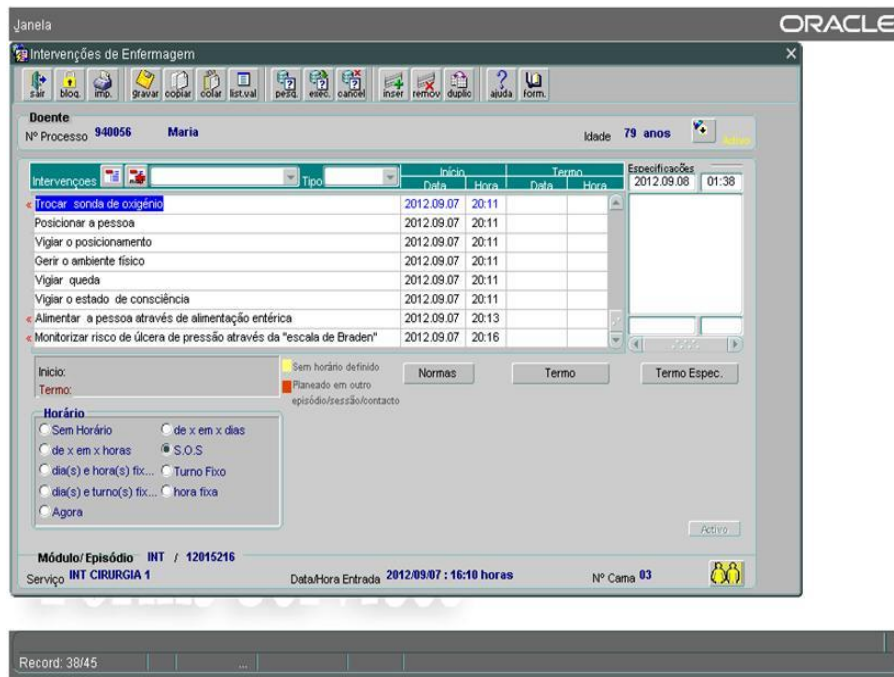 Janela
ORACLE
Intervenções de Enfermagem
sair bloq. imp. gravar copiar colar list.val pesq. exec. cancel inser remov duplic ajuda form.
Doente
Nº Processo 940056 Maria Idade 79 anos Activo
Intervençoes Tipo Início Termo Especificações
Data Hora Data Hora 2012.09.08 01:38
« Trocar sonda de oxigénio 2012.09.07 20:11
Posicionar a pessoa 2012.09.07 20:11
Vigiar o posicionamento 2012.09.07 20:11
Gerir o ambiente físico 2012.09.07 20:11
Vigiar queda 2012.09.07 20:11
Vigiar o estado de consciência 2012.09.07 20:11
« Alimentar a pessoa através de alimentação entérica 2012.09.07 20:13
« Monitorizar risco de úlcera de pressão através da "escala de Braden" 2012.09.07 20:16
Inicio:
Termo:
Sem horário definido
Planeado em outro
episódio/sessão/contacto
Normas Termo Termo Espec.
Horário
Sem Horário de x em x dias
de x em x horas S.O.S
dia(s) e hora(s) fix... Turno Fixo
dia(s) e turno(s) fix... hora fixa
Agora
Activo
Módulo/Episódio INT / 12015216
Serviço INT CIRURGIA 1 Data/Hora Entrada 2012/09/07 : 16:10 horas Nº Cama 03
Record: 38/45 ...